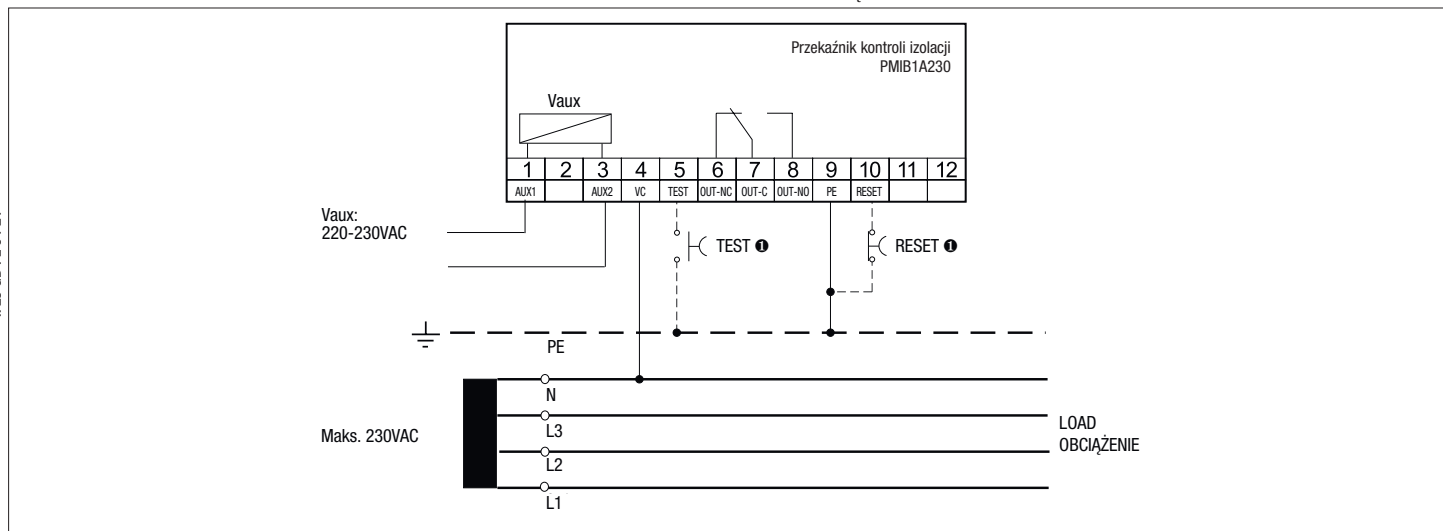 Przekaźnik kontroli izolacji
PMIB1A230
Vaux
1 2 3 4 5 6 7 8 9 10 11 12
AUX1 AUX2 VC TEST OUT-NC OUT-C OUT-NO PE RESET
Vaux:
220-230VAC
TEST ❶ RESET ❶
PE
N
Maks. 230VAC
L3
LOAD
OBCIĄŻENIE
L2
L1